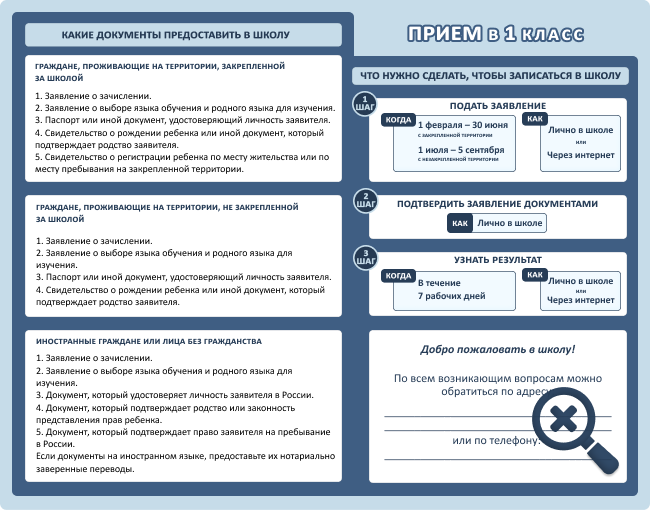 КАКИЕ ДОКУМЕНТЫ ПРЕДОСТАВИТЬ В ШКОЛУ
ГРАЖДАНЕ, ПРОЖИВАЮЩИЕ НА ТЕРРИТОРИИ, ЗАКРЕПЛЕННОЙ
ЗА ШКОЛОЙ
1. Заявление о зачислении.
2. Заявление о выборе языка обучения и родного языка для изучения.
3. Паспорт или иной документ, удостоверяющий личность заявителя.
4. Свидетельство о рождении ребенка или иной документ, который
подтверждает родство заявителя.
5. Свидетельство о регистрации ребенка по месту жительства или по
месту пребывания на закрепленной территории.
ГРАЖДАНЕ, ПРОЖИВАЮЩИЕ НА ТЕРРИТОРИИ, НЕ ЗАКРЕПЛЕННОЙ
ЗА ШКОЛОЙ
1. Заявление о зачислении.
2. Заявление о выборе языка обучения и родного языка для
изучения.
3. Паспорт или иной документ, удостоверяющий личность заявителя.
4. Свидетельство о рождении ребенка или иной документ, который
подтверждает родство заявителя.
ИНОСТРАННЫЕ ГРАЖДАНЕ ИЛИ ЛИЦА БЕЗ ГРАЖДАНСТВА
1. Заявление о зачислении.
2. Заявление о выборе языка обучения и родного языка для
изучения.
3. Документ, который удостоверяет личность заявителя в России.
4. Документ, который подтверждает родство или законность
представления прав ребенка.
5. Документ, который подтверждает право заявителя на пребывание
в России.
Если документы на иностранном языке, предоставьте их нотариально
заверенные переводы.
ПРИЕМ В 1 КЛАСС
ЧТО НУЖНО СДЕЛАТЬ, ЧТОБЫ ЗАПИСАТЬСЯ В ШКОЛУ
1
ШАГ
ПОДАТЬ ЗАЯВЛЕНИЕ
КОГДА
1 февраля – 30 июня
С ЗАКРЕПЛЕННОЙ ТЕРРИТОРИИ
1 июля – 5 сентября
С НЕЗАКРЕПЛЕННОЙ ТЕРРИТОРИИ
КАК
Лично в школе
или
Через интернет
2
ШАГ
ПОДТВЕРДИТЬ ЗАЯВЛЕНИЕ ДОКУМЕНТАМИ
КАК
Лично в школе
3
ШАГ
УЗНАТЬ РЕЗУЛЬТАТ
КОГДА
В течение
7 рабочих дней
КАК
Лично в школе
или
Через интернет
Добро пожаловать в школу!
По всем возникающим вопросам можно
обратиться по
или по телефону: